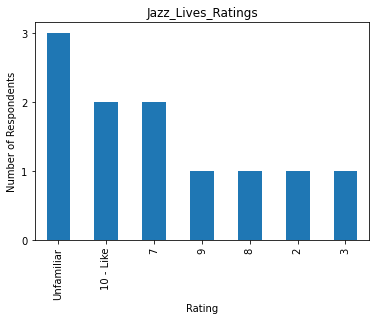 Jazz_Lives_Ratings
Number of Respondents
3
2
1
0
Unfamiliar
10 - Like
7
9
8
2
3
Rating